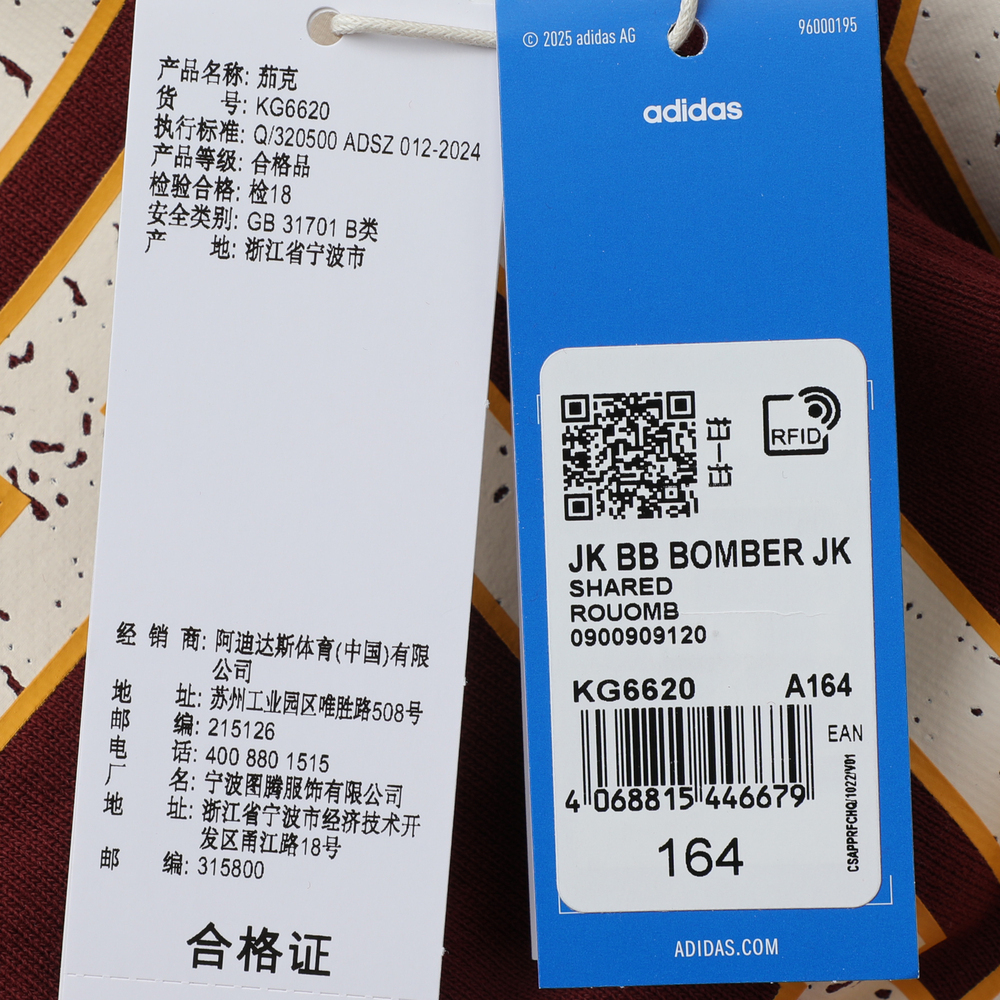 产品名称: 茄克
货 号: KG6620
执行标准: Q/320500 ADSZ 012-2024
产品等级: 合格品
检验合格: 检18
安全类别: GB 31701 B类
产 地: 浙江省宁波市
经 销 商: 阿迪达斯体育(中国)有限
公司
地 址: 苏州工业园区唯胜路508号
邮 编: 215126
电 话: 400 880 1515
厂 名: 宁波图腾服饰有限公司
地 址: 浙江省宁波市经济技术开
发区甬江路18号
邮 编: 315800
合格证
© 2025 adidas AG
96000195
adidas
扫一扫
RFID
JK BB BOMBER JK
SHARED
ROUOMB
0900909120
KG6620 A164
EAN
4 068815 446679
CSAPPRFCHQ/1022/V01
164
ADIDAS.COM